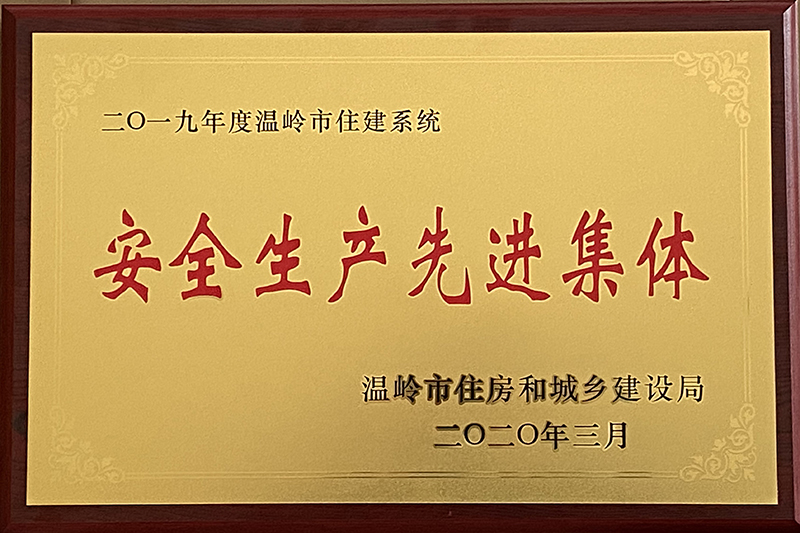 二〇一九年度温岭市住建系统
安全生产先进集体
温岭市住房和城乡建设局
二〇二〇年三月